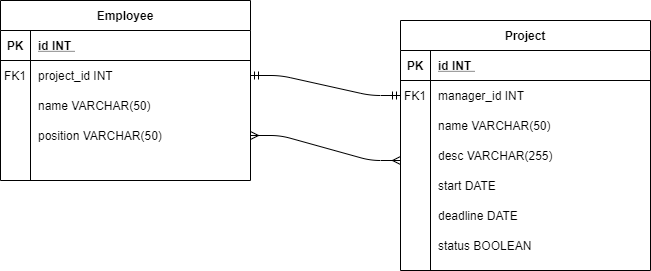 Employee
PK id INT
FK1 project_id INT
name VARCHAR(50)
position VARCHAR(50)
Project
PK id INT
FK1 manager_id INT
name VARCHAR(50)
desc VARCHAR(255)
start DATE
deadline DATE
status BOOLEAN